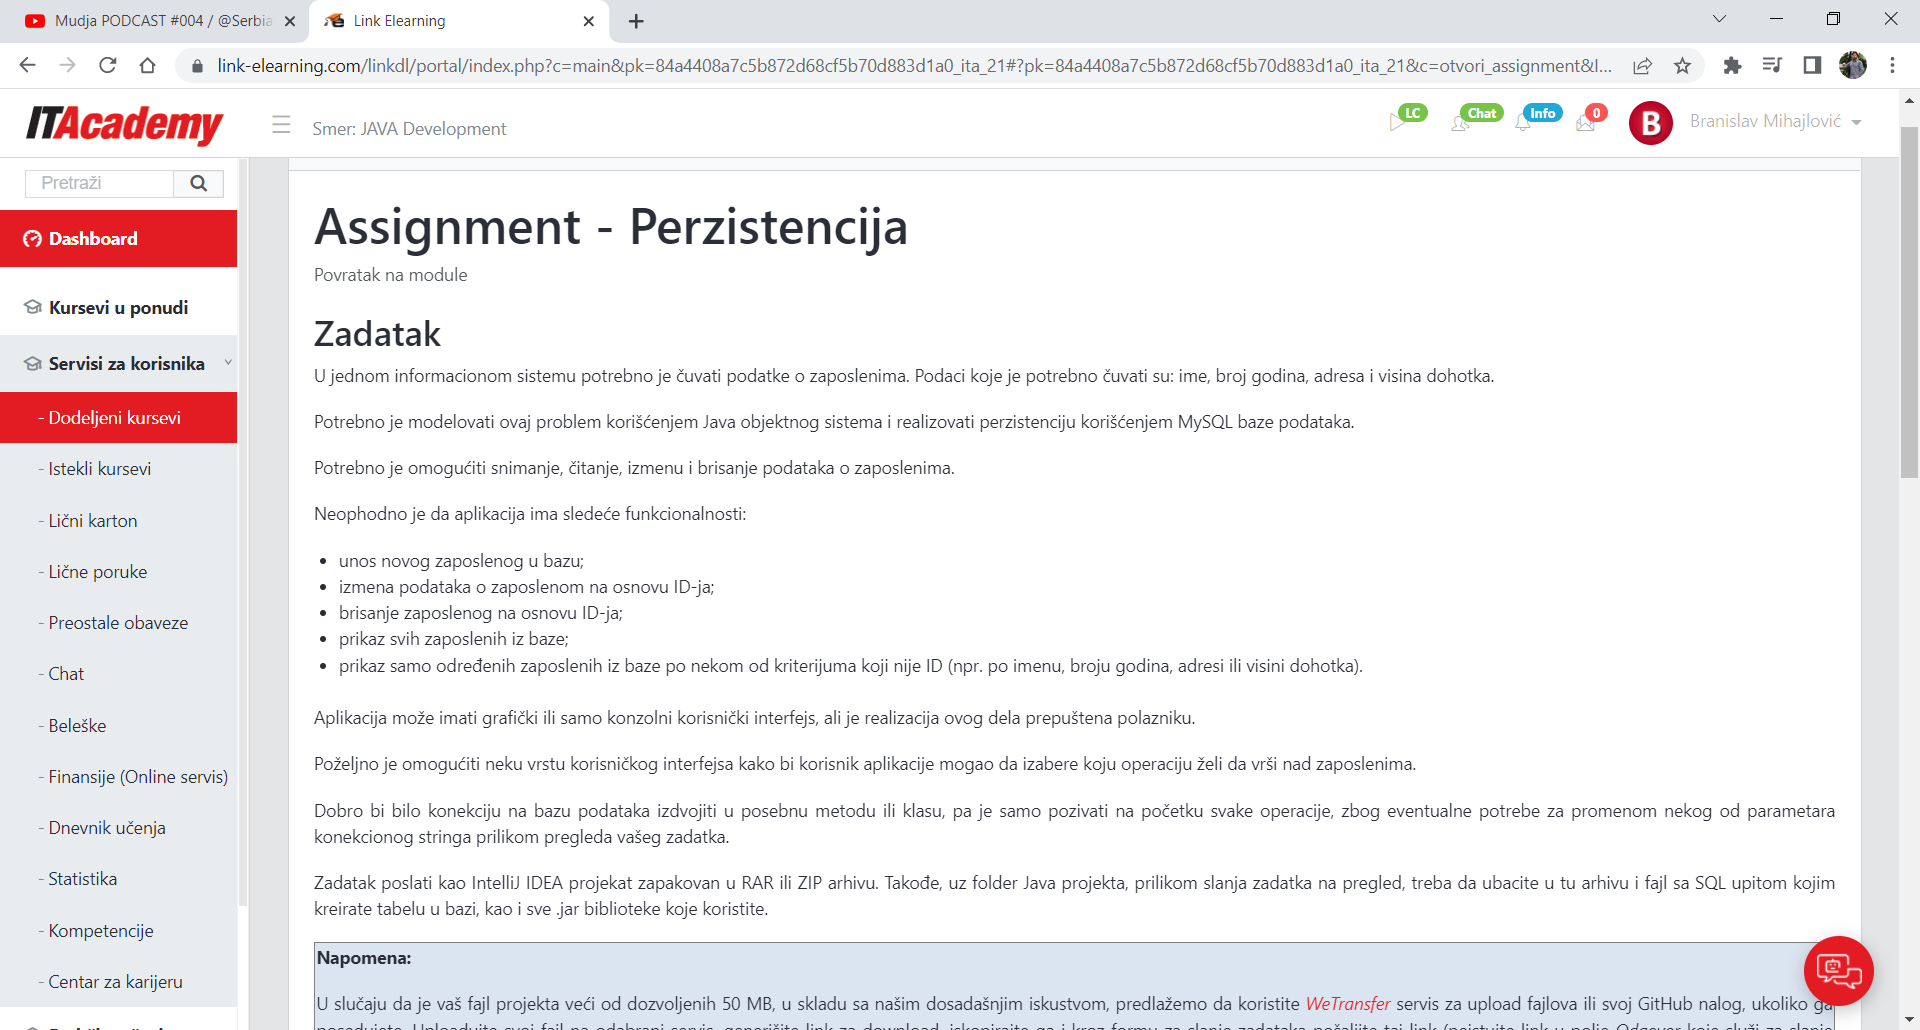 Mudja PODCAST #004 / @Serbia
Link Elearning
link-elearning.com/linkdl/portal/index.php?c=main&pk=84a4408a7c5b872d68cf5b70d883d1a0_ita_21#?pk=84a4408a7c5b872d68cf5b70d883d1a0_ita_21&c=otvori_assignment&l...
ITAcademy
Smer: JAVA Development
LC
Chat
Info
0
B
Branislav Mihajlović
Pretraži
Dashboard
Kursevi u ponudi
Servisi za korisnika
- Dodeljeni kursevi
- Istekli kursevi
- Lični karton
- Lične poruke
- Preostale obaveze
- Chat
- Beleške
- Finansije (Online servis)
- Dnevnik učenja
- Statistika
- Kompetencije
- Centar za karijeru
Assignment - Perzistencija
Povratak na module
Zadatak
U jednom informacionom sistemu potrebno je čuvati podatke o zaposlenima. Podaci koje je potrebno čuvati su: ime, broj godina, adresa i visina dohotka.
Potrebno je modelovati ovaj problem korišćenjem Java objektnog sistema i realizovati perzistenciju korišćenjem MySQL baze podataka.
Potrebno je omogućiti snimanje, čitanje, izmenu i brisanje podataka o zaposlenima.
Neophodno je da aplikacija ima sledeće funkcionalnosti:
• unos novog zaposlenog u bazu;
• izmena podataka o zaposlenom na osnovu ID-ja;
• brisanje zaposlenog na osnovu ID-ja;
• prikaz svih zaposlenih iz baze;
• prikaz samo određenih zaposlenih iz baze po nekom od kriterijuma koji nije ID (npr. po imenu, broju godina, adresi ili visini dohotka).
Aplikacija može imati grafički ili samo konzolni korisnički interfejs, ali je realizacija ovog dela prepuštena polazniku.
Poželjno je omogućiti neku vrstu korisničkog interfejsa kako bi korisnik aplikacije mogao da izabere koju operaciju želi da vrši nad zaposlenima.
Dobro bi bilo konekciju na bazu podataka izdvojiti u posebnu metodu ili klasu, pa je samo pozivati na početku svake operacije, zbog eventualne potrebe za promenom nekog od parametara
konekcionog stringa prilikom pregleda vašeg zadatka.
Zadatak poslati kao IntelliJ IDEA projekat zapakovan u RAR ili ZIP arhivu. Takođe, uz folder Java projekta, prilikom slanja zadatka na pregled, treba da ubacite u tu arhivu i fajl sa SQL upitom kojim
kreirate tabelu u bazi, kao i sve .jar biblioteke koje koristite.
Napomena:
U slučaju da je vaš fajl projekta veći od dozvoljenih 50 MB, u skladu sa našim dosadašnjim iskustvom, predlažemo da koristite WeTransfer servis za upload fajlova ili svoj GitHub nalog, ukoliko ga